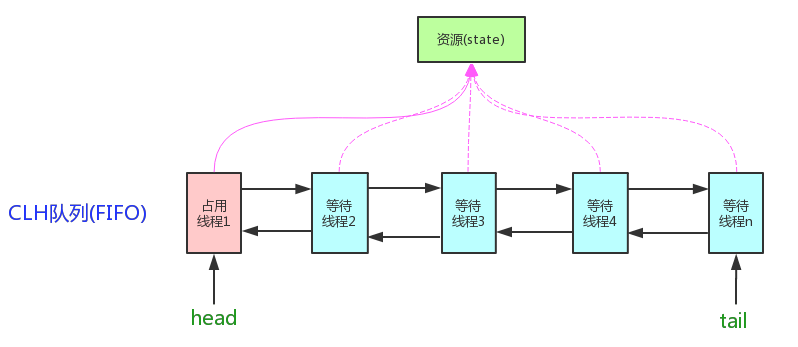 资源(state)
CLH队列(FIFO)
占用
线程1
等待
线程2
等待
线程3
等待
线程4
等待
线程n
head
tail